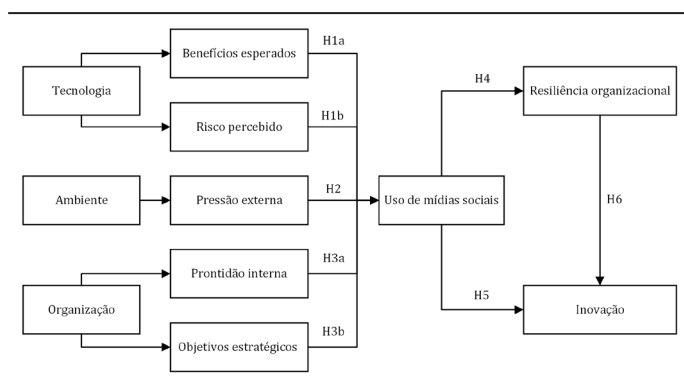 Tecnologia
Benefícios esperados
H1a
Risco percebido
H1b
Ambiente
Pressão externa
H2
Organização
Prontidão interna
H3a
Objetivos estratégicos
H3b
Uso de mídias sociais
H4
Resiliência organizacional
H5
H6
Inovação